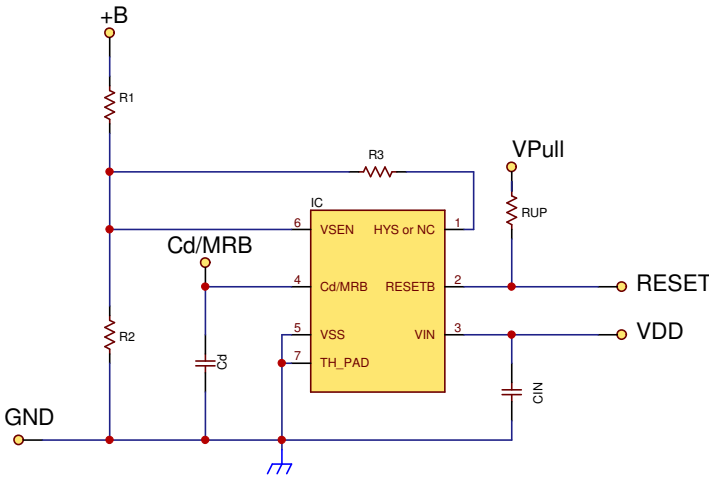 +B
R1
R3
VPull
IC
RUP
6 VSEN HYS or NC 1
Cd/MRB
4 Cd/MRB RESETB 2 RESET
R2
5 VSS VIN 3 VDD
Cd
7 TH_PAD
CIN
GND